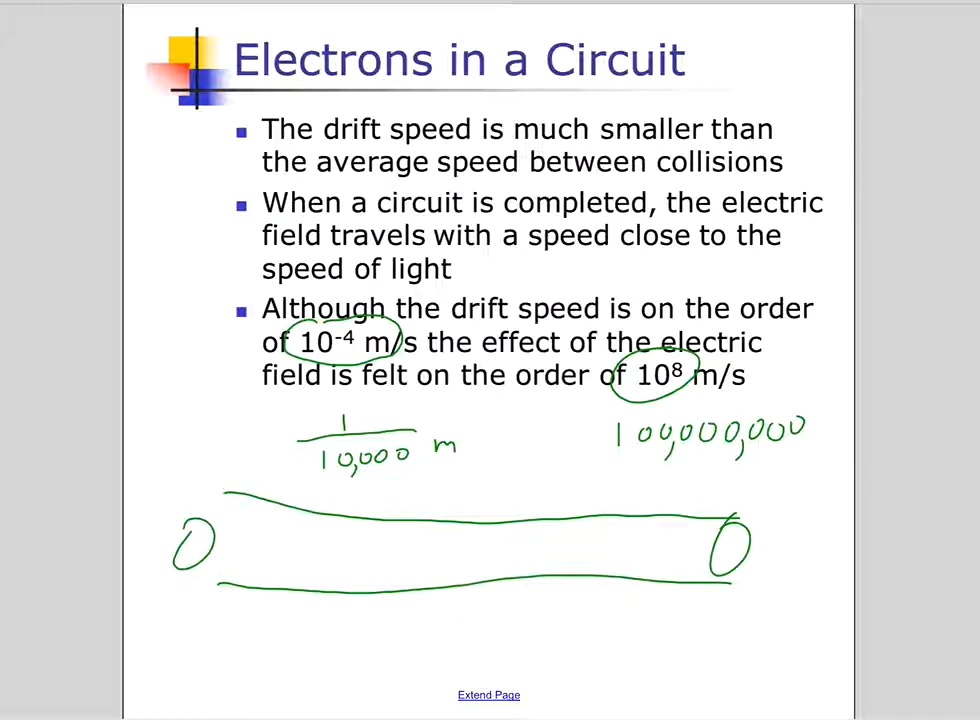 Electrons in a Circuit
The drift speed is much smaller than
the average speed between collisions
When a circuit is completed, the electric
field travels with a speed close to the
speed of light
Although the drift speed is on the order
of 10⁻⁴ m/s the effect of the electric
field is felt on the order of 10⁸ m/s
1
10,000 m
100,000,000
Extend Page